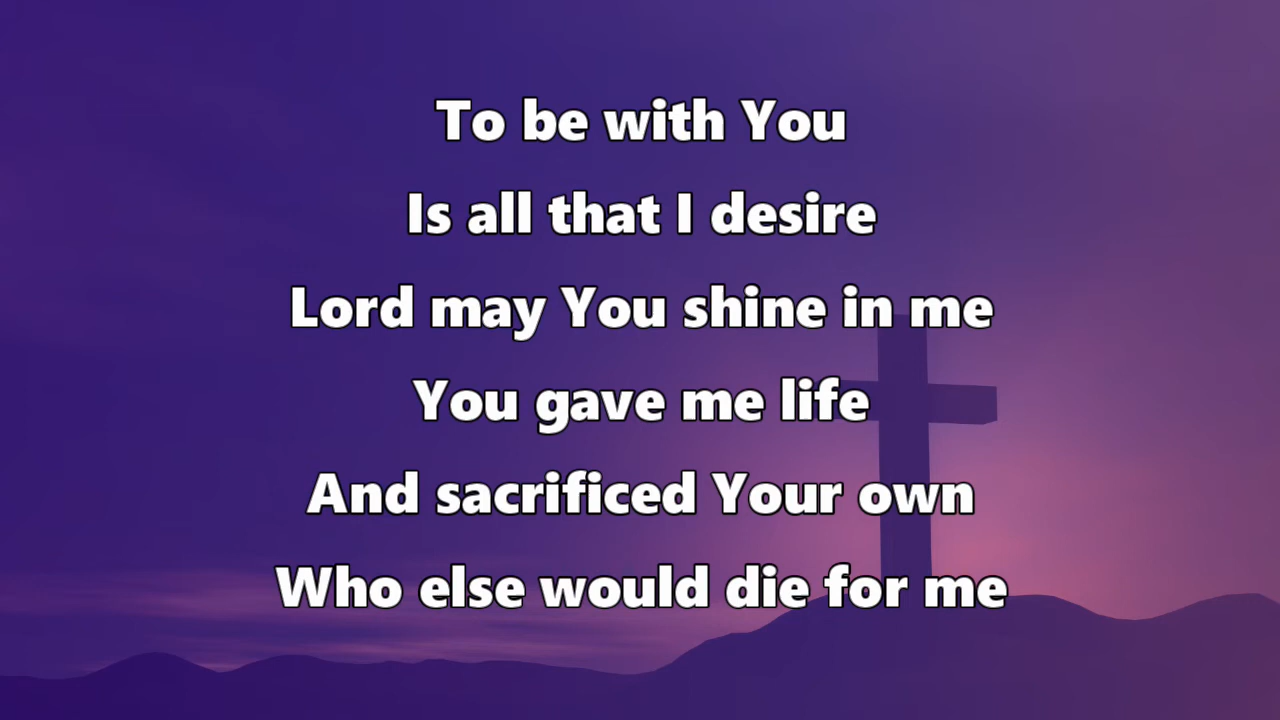 To be with You
Is all that I desire
Lord may You shine in me
You gave me life
And sacrificed Your own
Who else would die for me